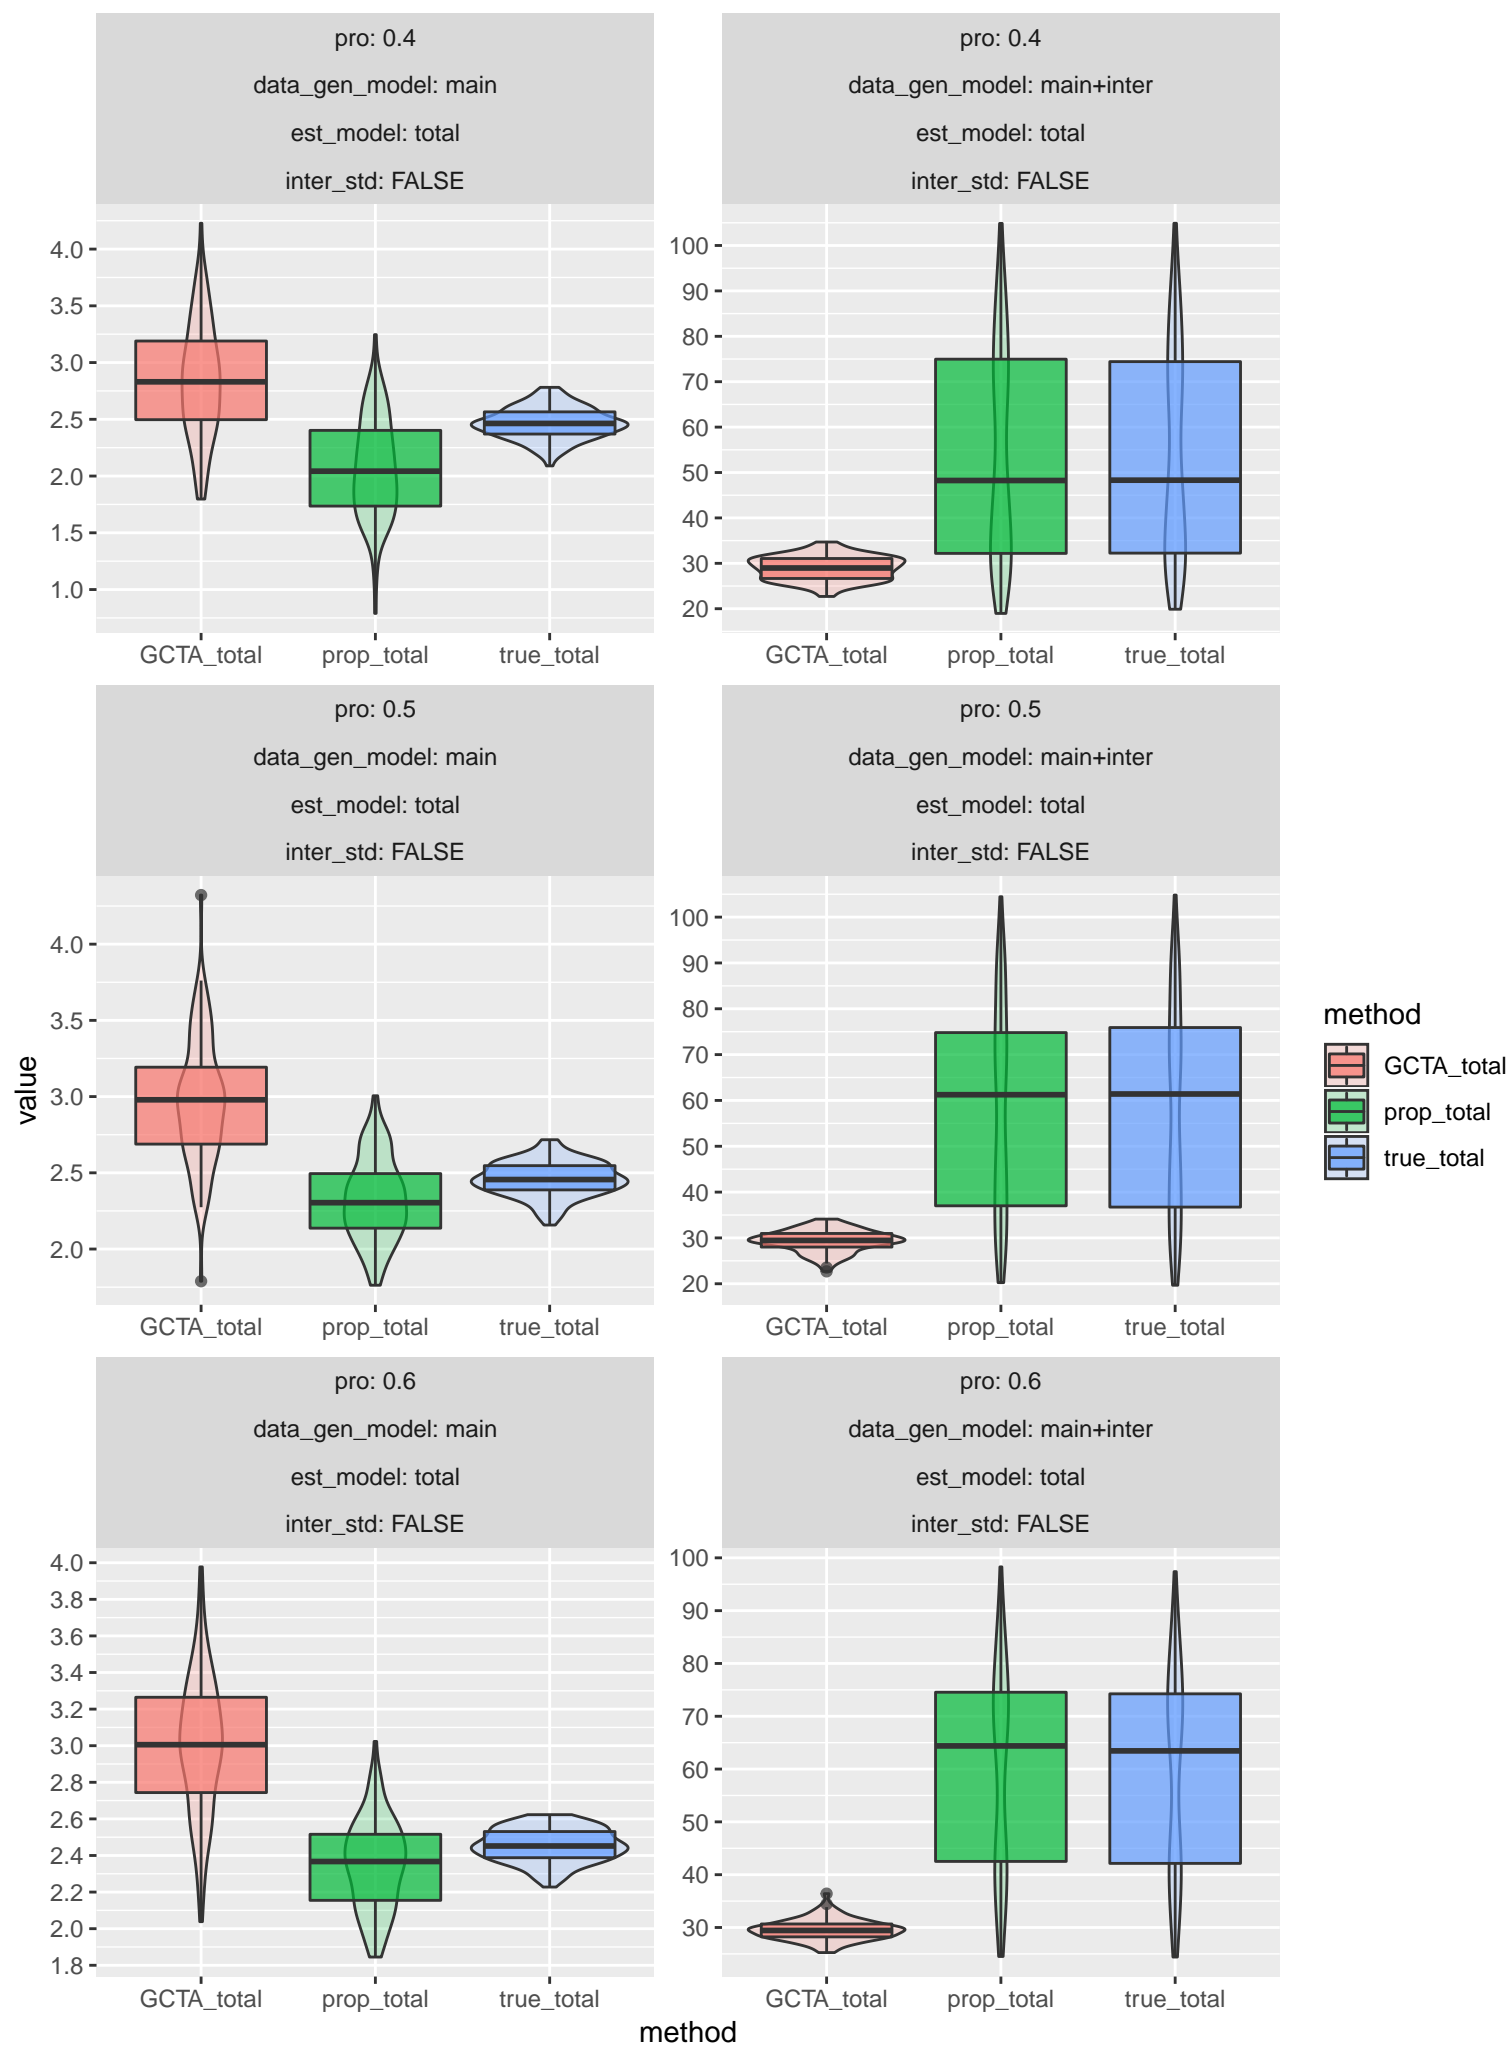 pro: 0.4
data_gen_model: main
est_model: total
inter_std: FALSE
4.0
3.5
3.0
2.5
2.0
1.5
1.0
GCTA_total prop_total true_total
pro: 0.4
data_gen_model: main+inter
est_model: total
inter_std: FALSE
100
90
80
70
60
50
40
30
20
GCTA_total prop_total true_total
pro: 0.5
data_gen_model: main
est_model: total
inter_std: FALSE
4.0
3.5
3.0
2.5
2.0
GCTA_total prop_total true_total
pro: 0.5
data_gen_model: main+inter
est_model: total
inter_std: FALSE
100
90
80
70
60
50
40
30
20
GCTA_total prop_total true_total
pro: 0.6
data_gen_model: main
est_model: total
inter_std: FALSE
4.0
3.8
3.6
3.4
3.2
3.0
2.8
2.6
2.4
2.2
2.0
1.8
GCTA_total prop_total true_total
pro: 0.6
data_gen_model: main+inter
est_model: total
inter_std: FALSE
100
90
80
70
60
50
40
30
GCTA_total prop_total true_total
value
method
method
GCTA_total
prop_total
true_total